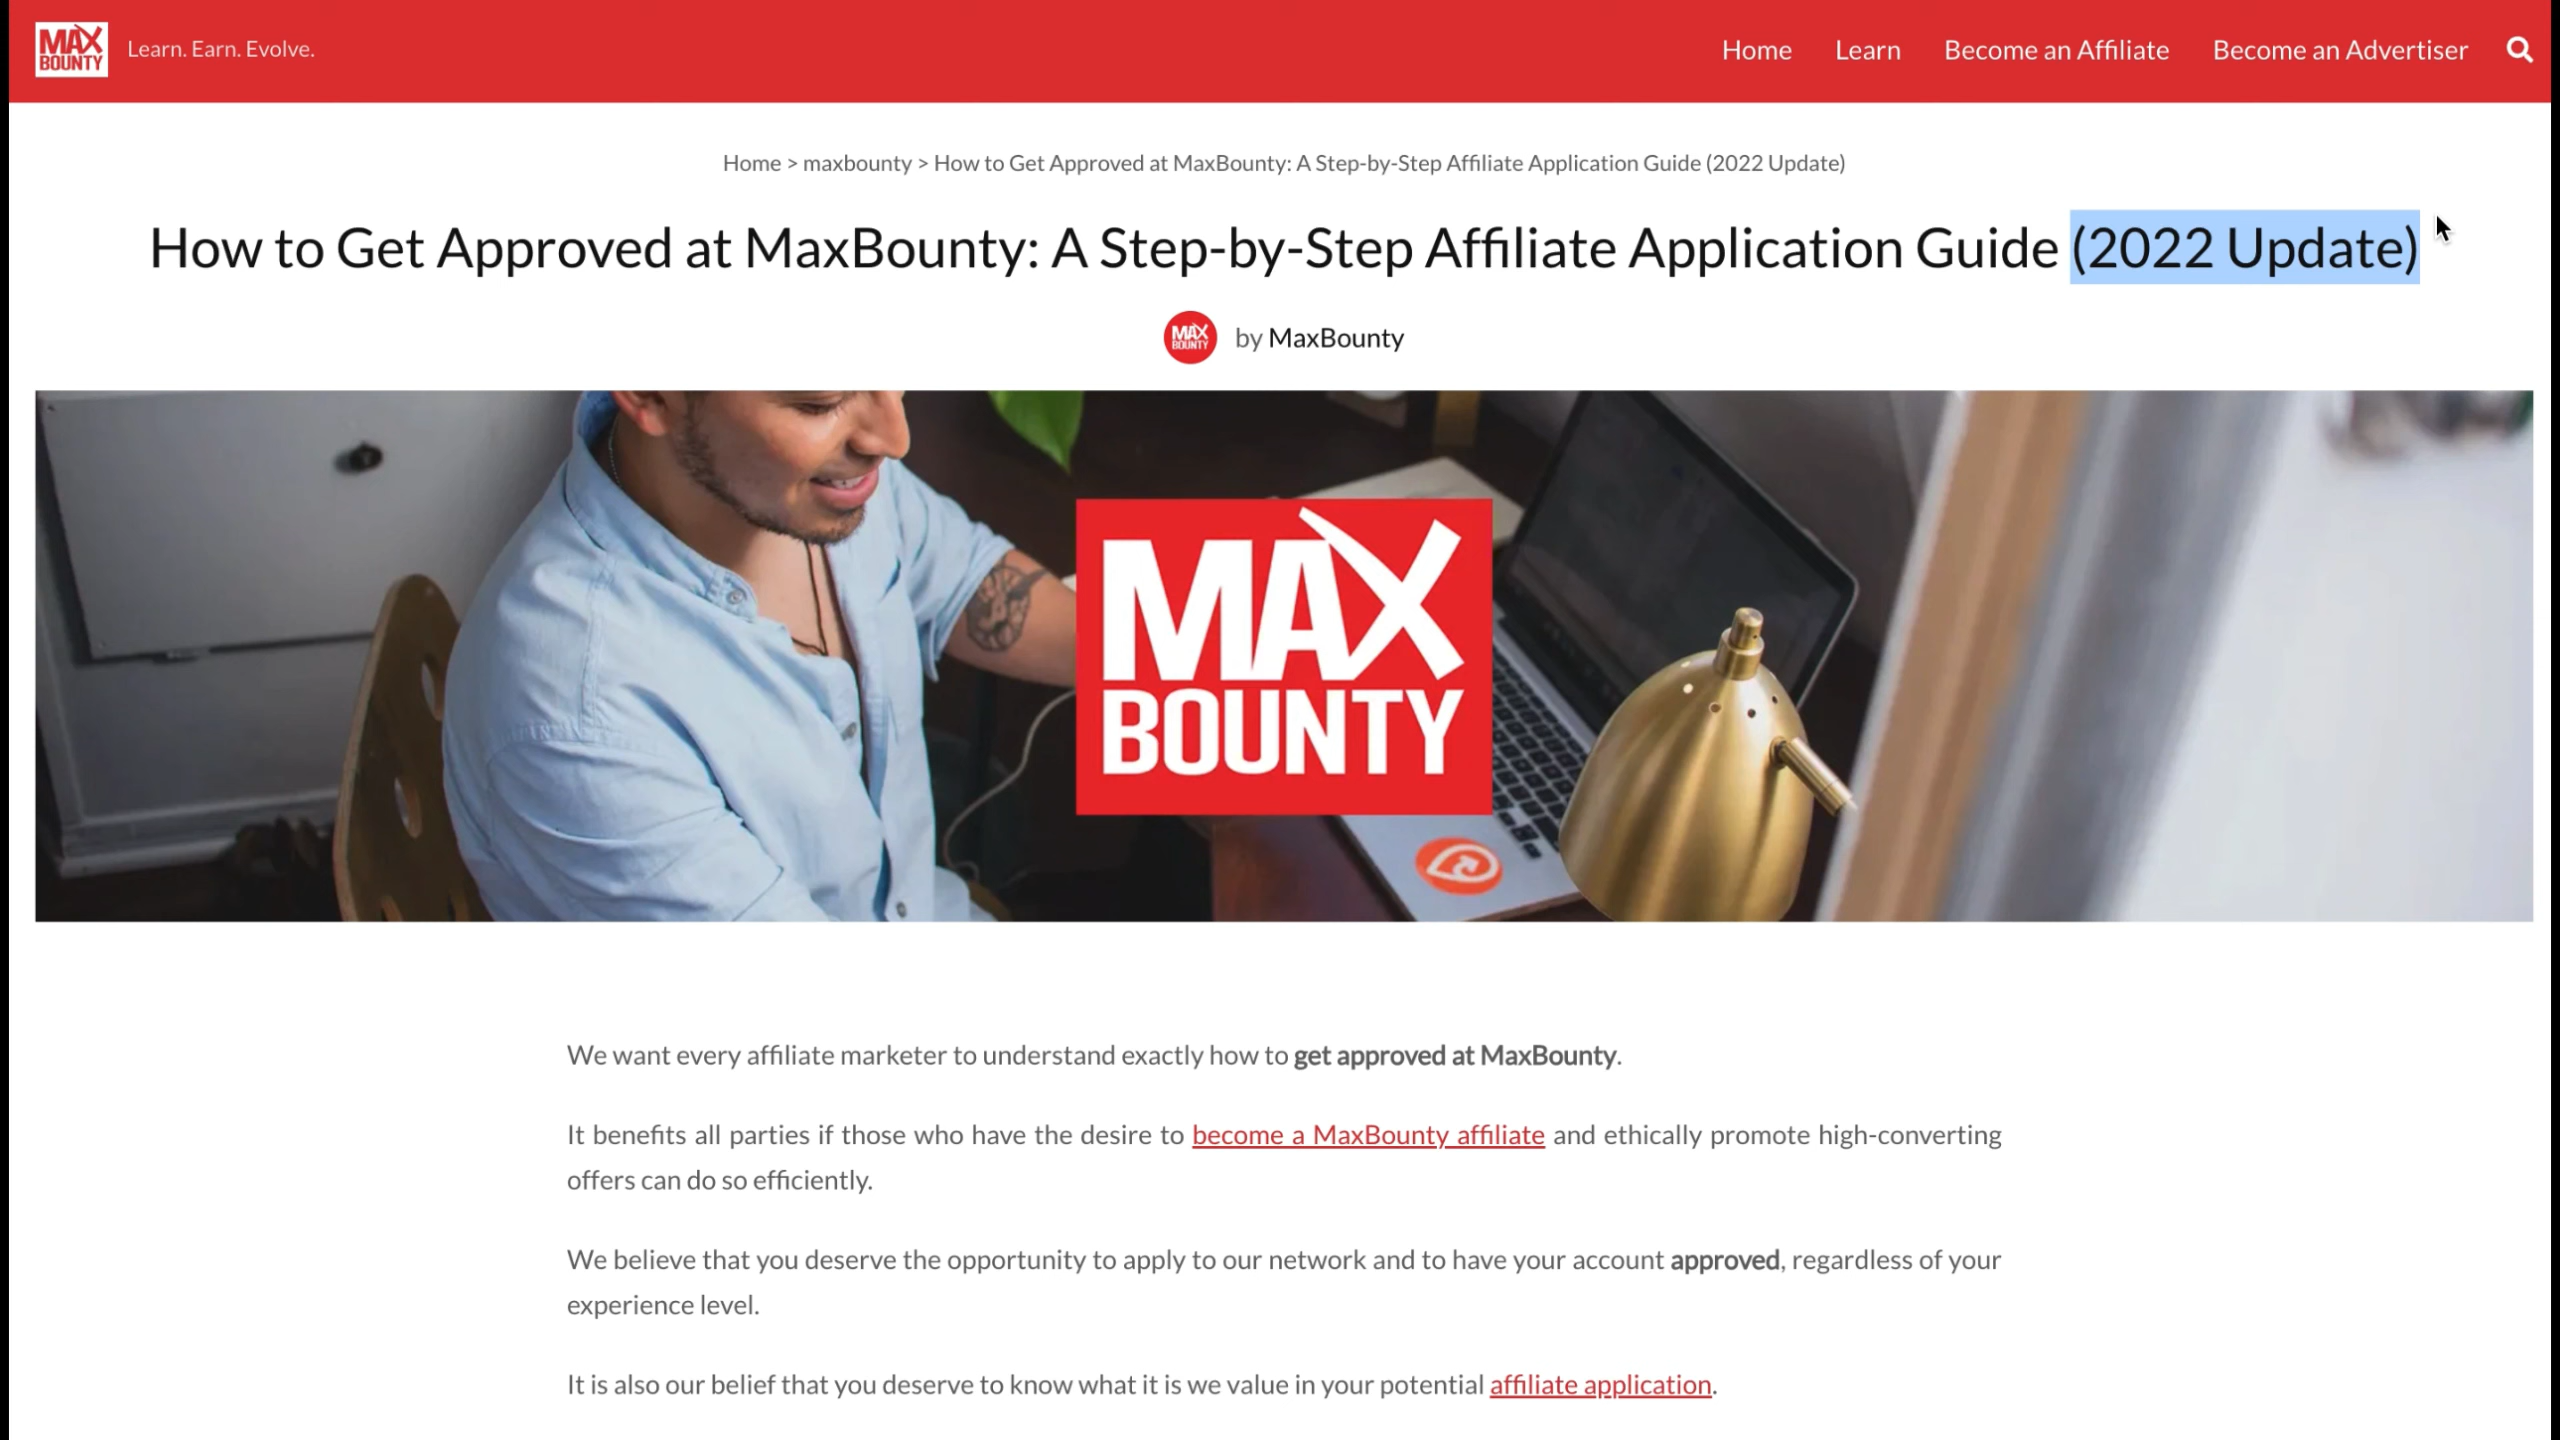 MAX BOUNTY
Learn. Earn. Evolve.
Home
Learn
Become an Affiliate
Become an Advertiser
Home > maxbounty > How to Get Approved at MaxBounty: A Step-by-Step Affiliate Application Guide (2022 Update)
How to Get Approved at MaxBounty: A Step-by-Step Affiliate Application Guide (2022 Update)
MAX BOUNTY
by MaxBounty
MAX
BOUNTY
We want every affiliate marketer to understand exactly how to get approved at MaxBounty.
It benefits all parties if those who have the desire to become a MaxBounty affiliate and ethically promote high-converting
offers can do so efficiently.
We believe that you deserve the opportunity to apply to our network and to have your account approved, regardless of your
experience level.
It is also our belief that you deserve to know what it is we value in your potential affiliate application.